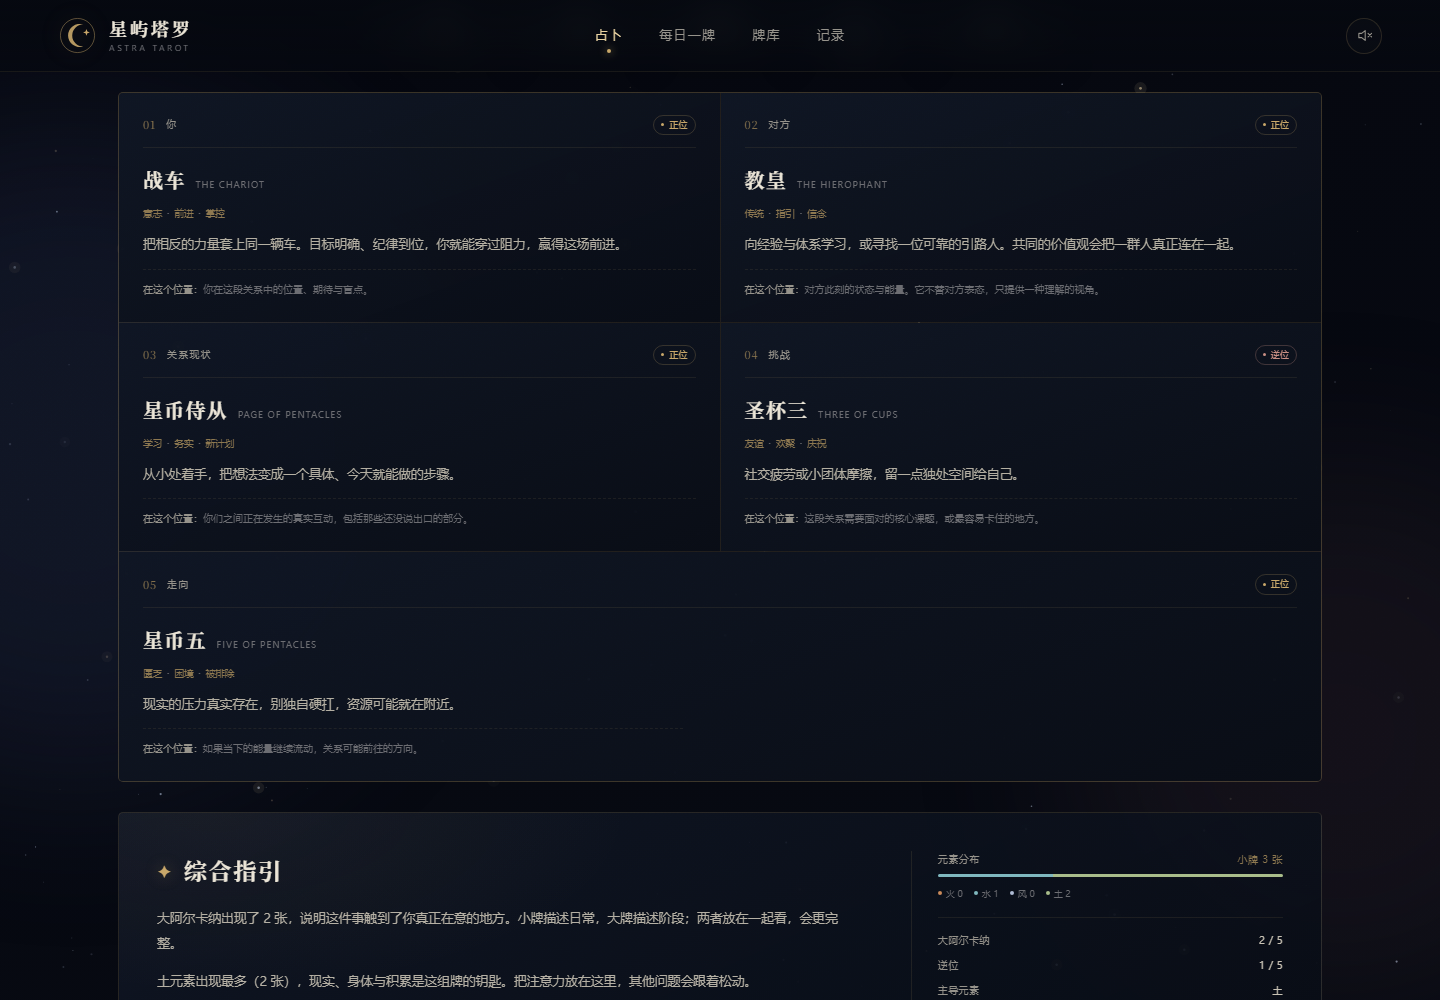 星屿塔罗
ASTRA TAROT
占卜
每日一牌
牌库
记录
01 你
正位
战车 THE CHARIOT
意志 · 前进 · 掌控
把相反的力量套上同一辆车。目标明确、纪律到位，你就能穿过阻力，赢得这场前进。
在这个位置：你在这段关系中的位置、期待与盲点。
02 对方
正位
教皇 THE HIEROPHANT
传统 · 指引 · 信念
向经验与体系学习，或寻找一位可靠的引路人。共同的价值观会把一群人真正连在一起。
在这个位置：对方此刻的状态与能量。它不替对方表态，只提供一种理解的视角。
03 关系现状
正位
星币侍从 PAGE OF PENTACLES
学习 · 务实 · 新计划
从小处着手，把想法变成一个具体、今天就能做的步骤。
在这个位置：你们之间正在发生的真实互动，包括那些还没说出口的部分。
04 挑战
逆位
圣杯三 THREE OF CUPS
友谊 · 欢聚 · 庆祝
社交疲劳或小团体摩擦，留一点独处空间给自己。
在这个位置：这段关系需要面对的核心课题，或最容易卡住的地方。
05 走向
正位
星币五 FIVE OF PENTACLES
匮乏 · 困境 · 被排除
现实的压力真实存在，别独自硬扛，资源可能就在附近。
在这个位置：如果当下的能量继续流动，关系可能前往的方向。
综合指引
大阿尔卡纳出现了 2 张，说明这件事触到了你真正在意的地方。小牌描述日常，大牌描述阶段；两者放在一起看，会更完
整。
土元素出现最多（2 张），现实、身体与积累是这组牌的钥匙。把注意力放在这里，其他问题会跟着松动。
元素分布
小牌 3 张
火 0 水 1 风 0 土 2
大阿尔卡纳 2 / 5
逆位 1 / 5
主导元素 土